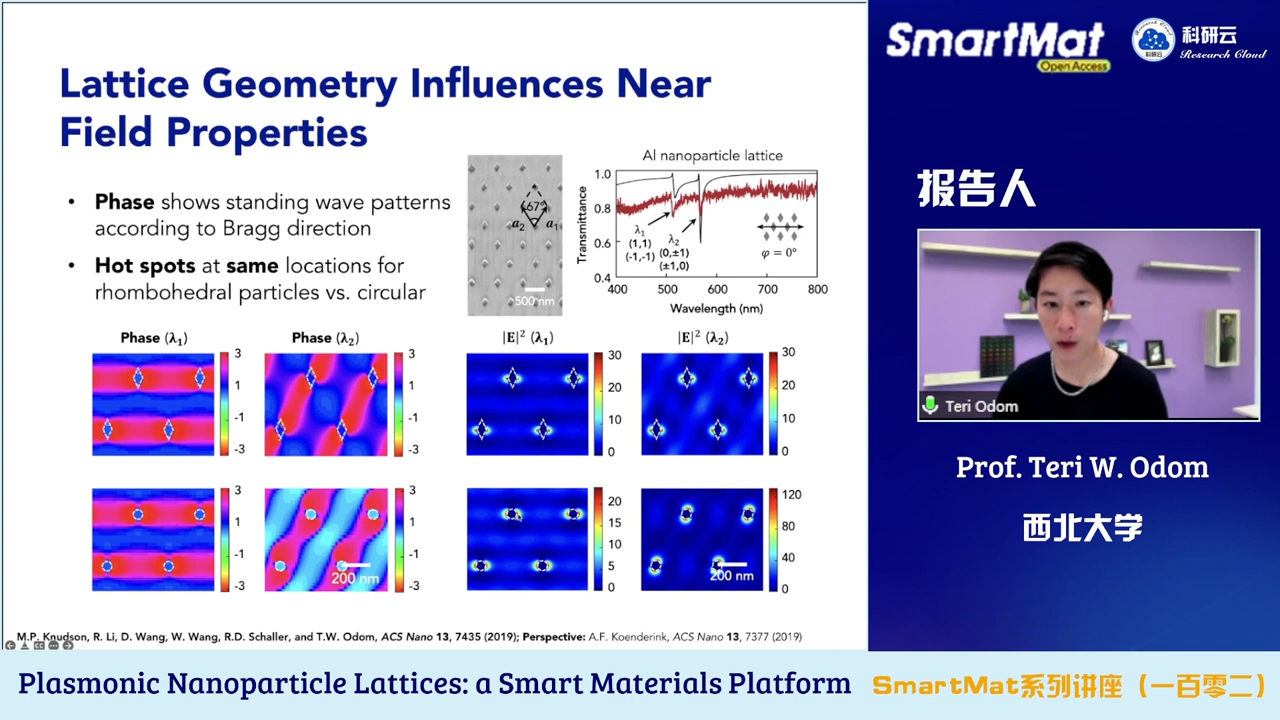 Lattice Geometry Influences Near
Field Properties
• Phase shows standing wave patterns
according to Bragg direction
• Hot spots at same locations for
rhombohedral particles vs. circular
67°
a₂ a₁
500 nm
Al nanoparticle lattice
Transmittance
1.0
0.8
0.6
0.4
λ₁
(1,1)
(-1,-1)
λ₂
(0,±1)
(±1,0)
φ = 0°
400 500 600 700 800
Wavelength (nm)
Phase (λ₁)
3
1
-1
-3
Phase (λ₂)
3
1
-1
-3
|E|² (λ₁)
30
20
10
0
|E|² (λ₂)
30
20
10
0
3
1
-1
-3
200 nm
3
1
-1
-3
20
15
10
5
0
200 nm
120
80
40
0
M.P. Knudson, R. Li, D. Wang, W. Wang, R.D. Schaller, and T.W. Odom, ACS Nano 13, 7435 (2019); Perspective: A.F. Koenderink, ACS Nano 13, 7377 (2019)
SmartMat
Open Access
Research Cloud
科研云
科研云
Research Cloud
报告人
Teri Odom
Prof. Teri W. Odom
西北大学
Plasmonic Nanoparticle Lattices: a Smart Materials Platform
SmartMat系列讲座（一百零二）